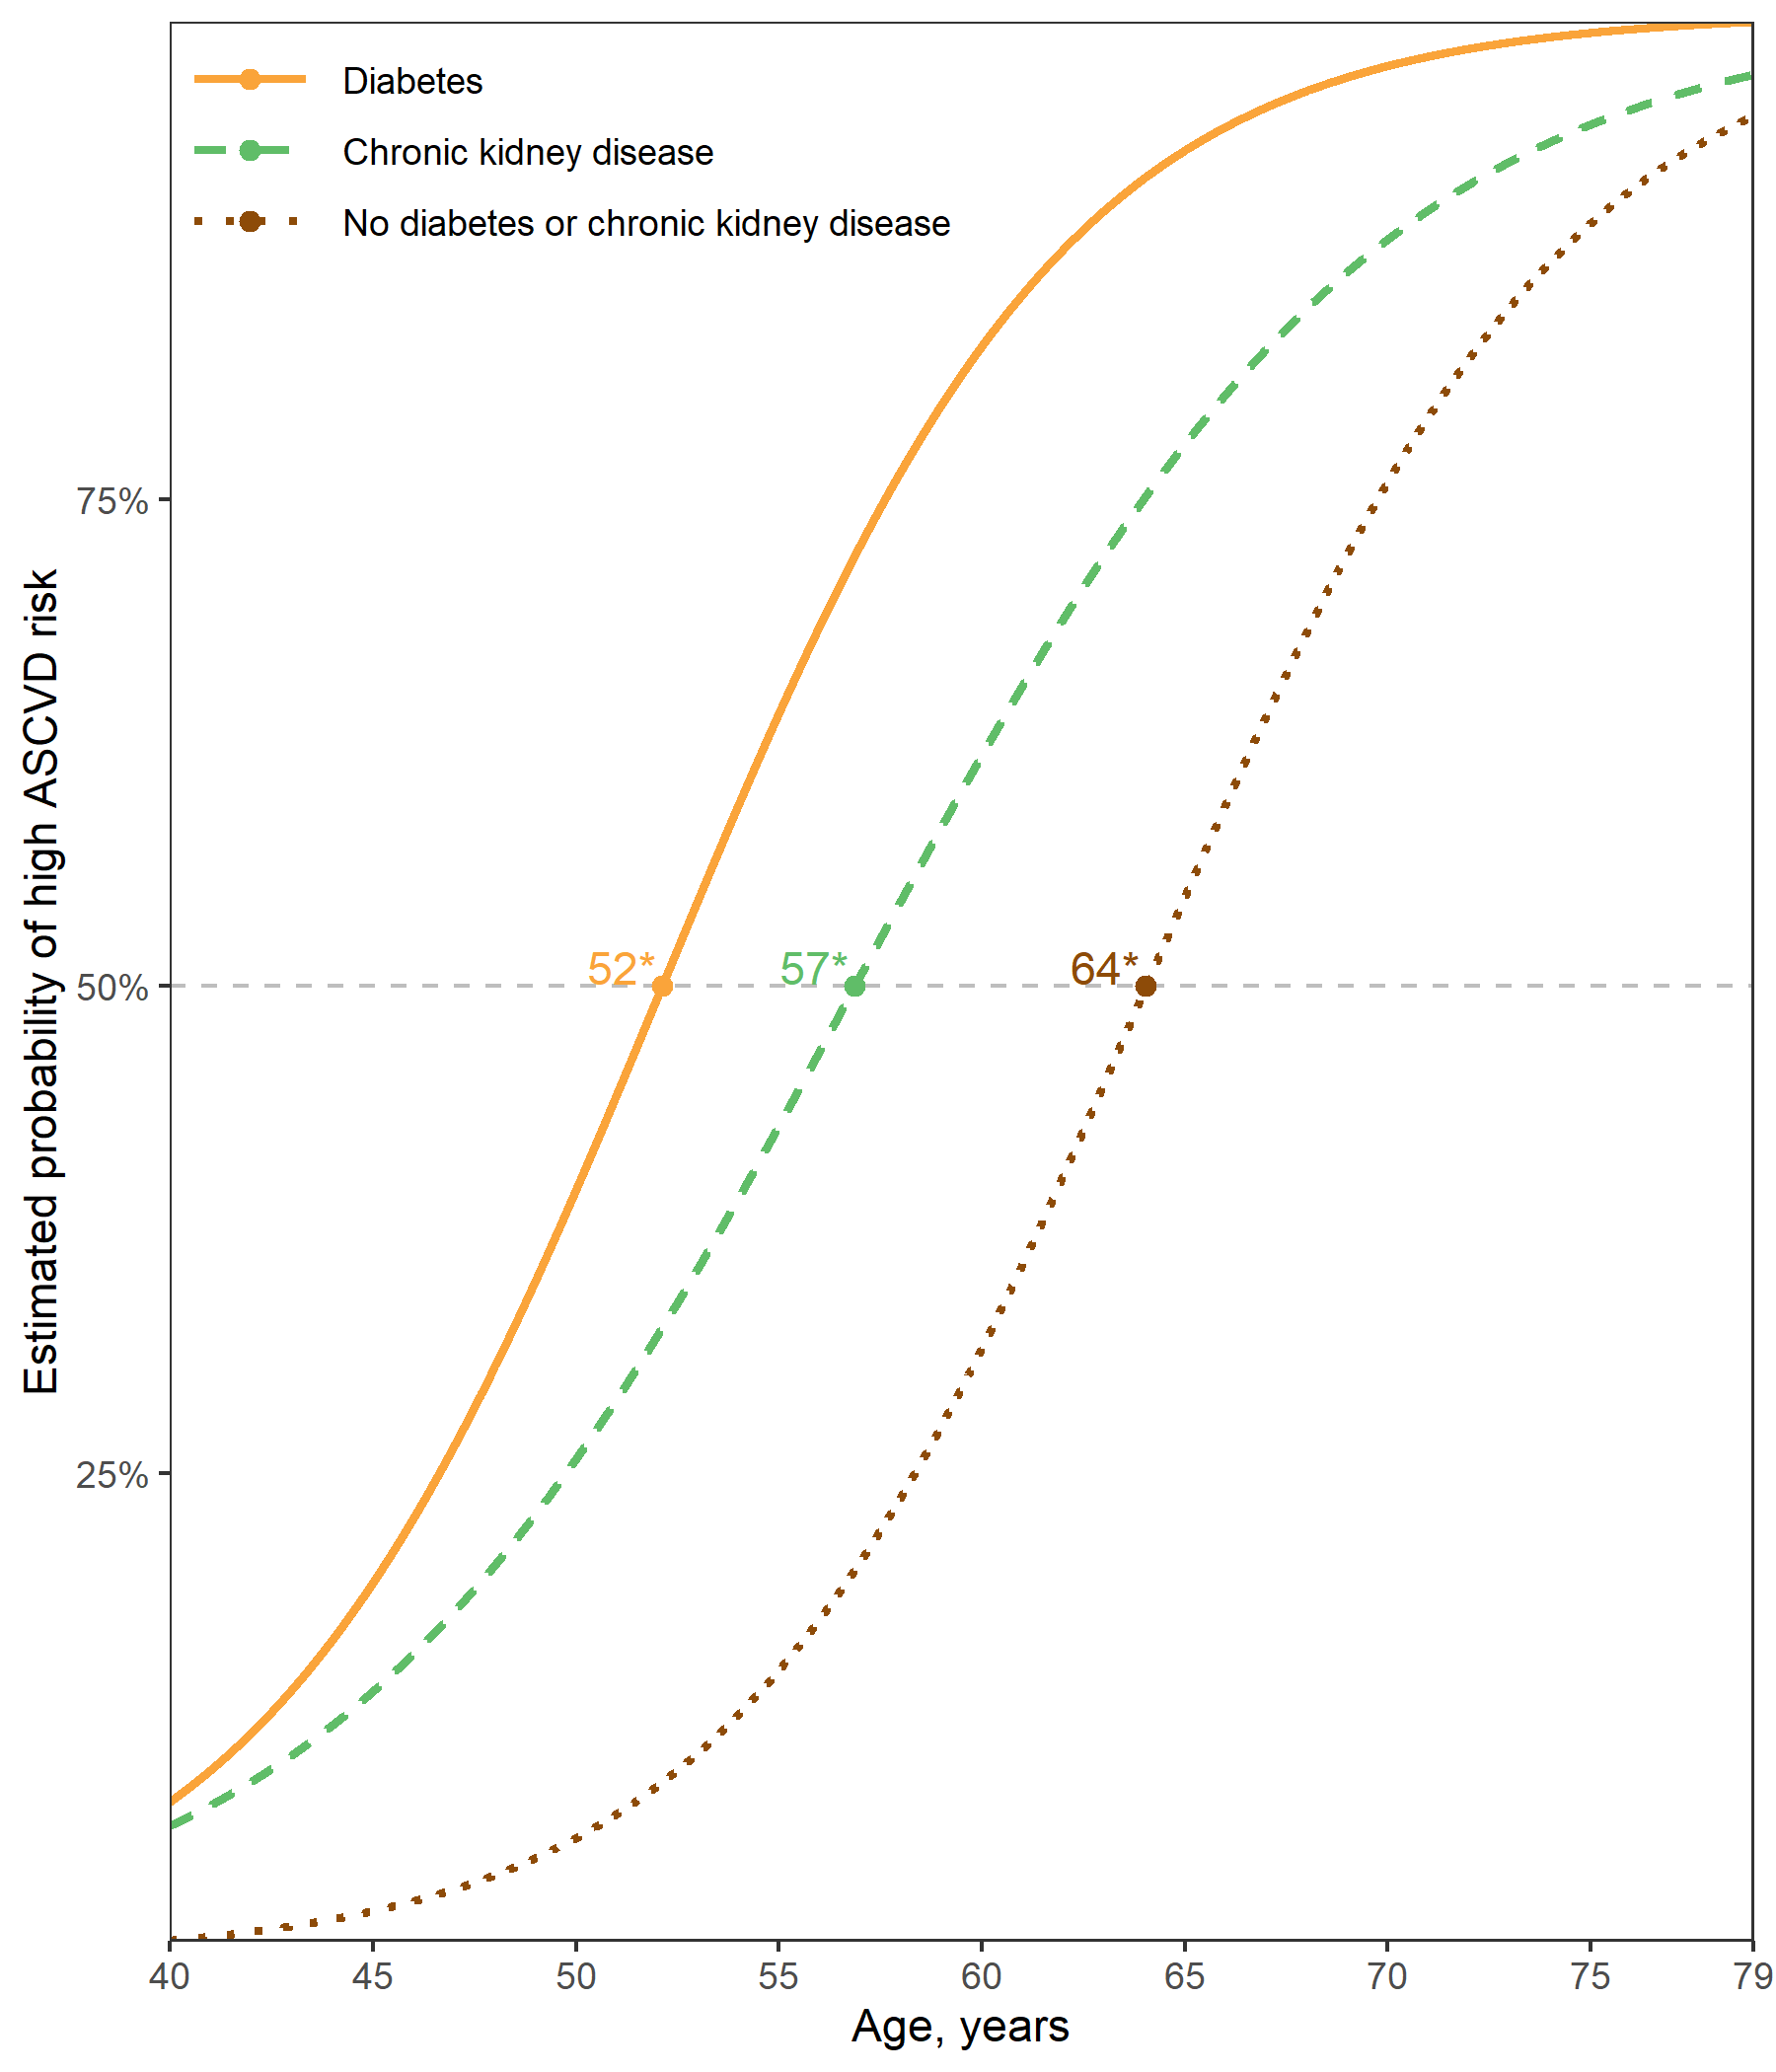 Diabetes
Chronic kidney disease
No diabetes or chronic kidney disease
Estimated probability of high ASCVD risk
75%
50%
25%
52*
57*
64*
40 45 50 55 60 65 70 75 79
Age, years